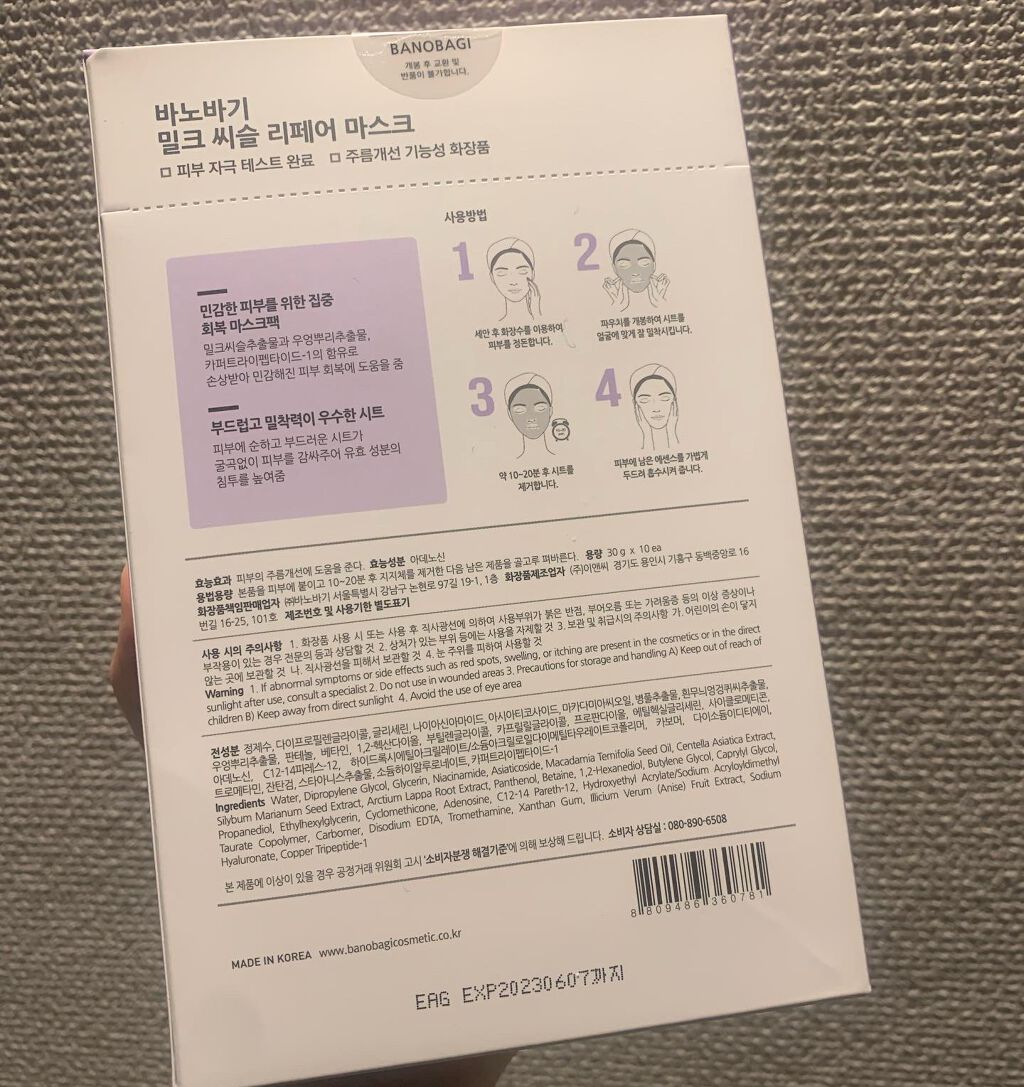 BANOBAGI
개봉 후 교환 및
반품이 불가합니다.
바노바기
밀크 씨슬 리페어 마스크
□ 피부 자극 테스트 완료 □ 주름개선 기능성 화장품
사용방법
1
세안 후 화장수를 이용하여
피부를 정돈합니다.
2
파우치를 개봉하여 시트를
얼굴에 맞게 잘 밀착시킵니다.
3
약 10~20분 후 시트를
제거합니다.
4
피부에 남은 에센스를 가볍게
두드려 흡수시켜 줍니다.
민감한 피부를 위한 집중
회복 마스크팩
밀크씨슬추출물과 우엉뿌리추출물,
카퍼트라이펩타이드-1의 함유로
손상받아 민감해진 피부 회복에 도움을 줌
부드럽고 밀착력이 우수한 시트
피부에 순하고 부드러운 시트가
굴곡없이 피부를 감싸주어 유효 성분의
침투를 높여줌
효능효과 피부의 주름개선에 도움을 준다. 효능성분 아데노신
용법용량 본품을 피부에 붙이고 10~20분 후 지지체를 제거한 다음 남은 제품을 골고루 펴바른다. 용량 30 g x 10 ea
화장품책임판매업자 ㈜바노바기 서울특별시 강남구 논현로 97길 19-1, 1층 화장품제조업자 (주)이앤씨 경기도 용인시 기흥구 동백중앙로 16
번길 16-25, 101호 제조번호 및 사용기한 별도표기
사용 시의 주의사항 1. 화장품 사용 시 또는 사용 후 직사광선에 의하여 사용부위가 붉은 반점, 부어오름 또는 가려움증 등의 이상 증상이나
부작용이 있는 경우 전문의 등과 상담할 것 2. 상처가 있는 부위 등에는 사용을 자제할 것 3. 보관 및 취급시의 주의사항 가. 어린이의 손이 닿지
않는 곳에 보관할 것 나. 직사광선을 피해서 보관할 것 4. 눈 주위를 피하여 사용할 것
Warning 1. If abnormal symptoms or side effects such as red spots, swelling, or itching are present in the cosmetics or in the direct
sunlight after use, consult a specialist 2. Do not use in wounded areas 3. Precautions for storage and handling A) Keep out of reach of
children B) Keep away from direct sunlight 4. Avoid the use of eye area
전성분 정제수, 다이프로필렌글라이콜, 글리세린, 나이아신아마이드, 아시아티코사이드, 마카다미아씨오일, 병풀추출물, 흰무늬엉겅퀴씨추출물,
우엉뿌리추출물, 판테놀, 베타인, 1,2-헥산다이올, 부틸렌글라이콜, 카프릴릴글라이콜, 프로판다이올, 에틸헥실글리세린, 사이클로메티콘,
아데노신, C12-14파레스-12, 하이드록시에틸아크릴레이트/소듐아크릴로일다이메틸타우레이트코폴리머, 카보머, 다이소듐이디티에이,
트로메타민, 잔탄검, 스타아니스추출물, 소듐하이알루로네이트, 카퍼트라이펩타이드-1
Ingredients Water, Dipropylene Glycol, Glycerin, Niacinamide, Asiaticoside, Macadamia Ternifolia Seed Oil, Centella Asiatica Extract,
Silybum Marianum Seed Extract, Arctium Lappa Root Extract, Panthenol, Betaine, 1,2-Hexanediol, Butylene Glycol, Caprylyl Glycol,
Propanediol, Ethylhexylglycerin, Cyclomethicone, Adenosine, C12-14 Pareth-12, Hydroxyethyl Acrylate/Sodium Acryloyldimethyl
Taurate Copolymer, Carbomer, Disodium EDTA, Tromethamine, Xanthan Gum, Illicium Verum (Anise) Fruit Extract, Sodium
Hyaluronate, Copper Tripeptide-1
본 제품에 이상이 있을 경우 공정거래 위원회 고시 '소비자분쟁 해결기준'에 의해 보상해 드립니다. 소비자 상담실 : 080-890-6508
8 809486 360781
MADE IN KOREA www.banobagicosmetic.co.kr
EAG EXP20230607까지